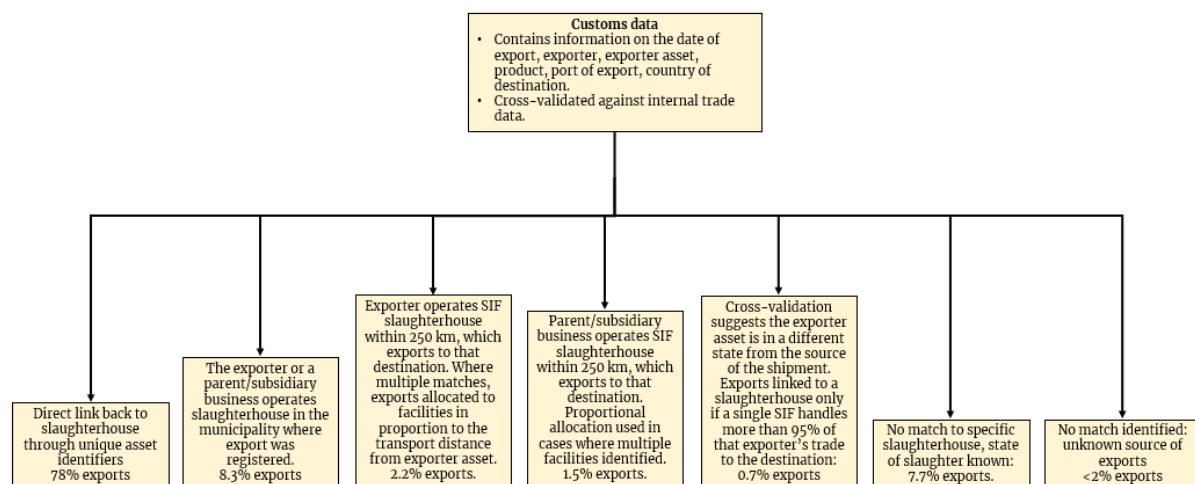 Customs data
• Contains information on the date of
export, exporter, exporter asset,
product, port of export, country of
destination.
• Cross-validated against internal trade
data.
Direct link back to
slaughterhouse
through unique asset
identifiers
78% exports
The exporter or a
parent/subsidiary
business operates
slaughterhouse in the
municipality where
export was
registered.
8.3% exports
Exporter operates SIF
slaughterhouse
within 250 km, which
exports to that
destination. Where
multiple matches,
exports allocated to
facilities in
proportion to the
transport distance
from exporter asset.
2.2% exports.
Parent/subsidiary
business operates SIF
slaughterhouse
within 250 km, which
exports to that
destination.
Proportional
allocation used in
cases where multiple
facilities identified.
1.5% exports.
Cross-validation
suggests the exporter
asset is in a different
state from the source
of the shipment.
Exports linked to a
slaughterhouse only
if a single SIF handles
more than 95% of
that exporter's trade
to the destination:
0.7% exports
No match to specific
slaughterhouse, state
of slaughter known:
7.7% exports.
No match identified:
unknown source of
exports
<2% exports